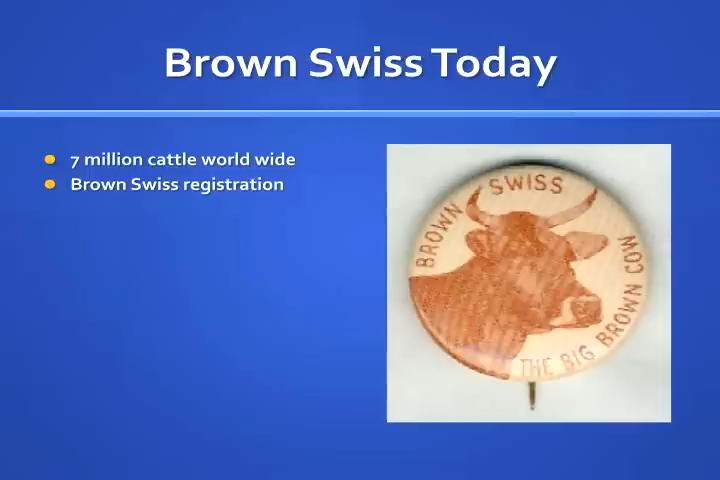 Brown Swiss Today
7 million cattle world wide
Brown Swiss registration
BROWN SWISS
THE BIG BROWN COW